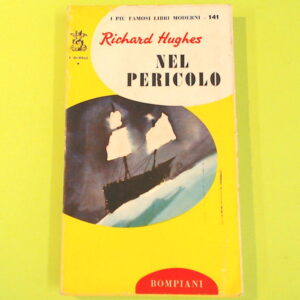 I PIÙ FAMOSI LIBRI MODERNI - 141
Richard Hughes
NEL
PERICOLO
BOMPIANI